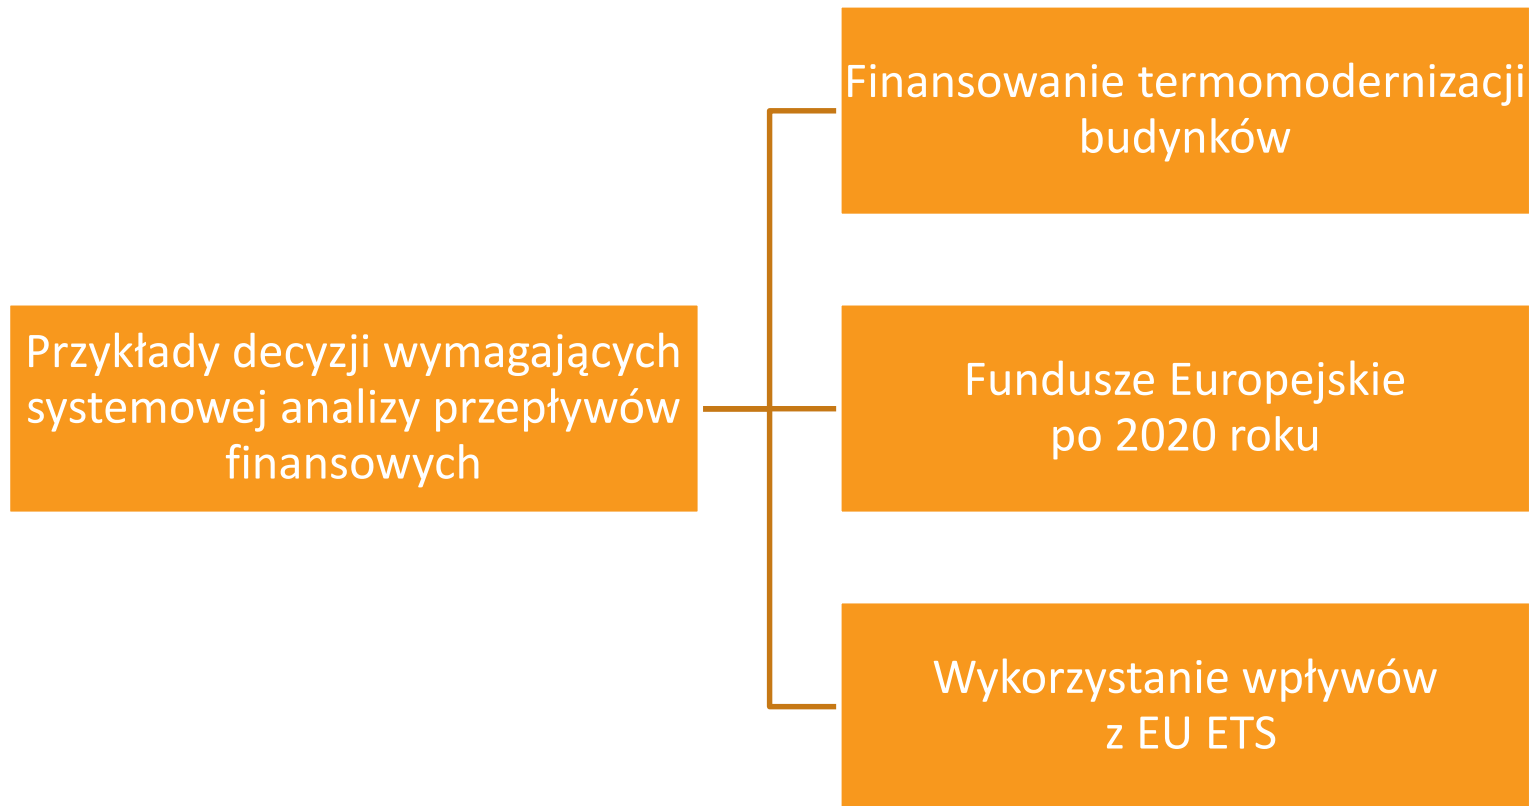 Finansowanie termomodernizacji
budynków
Przykłady decyzji wymagających
systemowej analizy przepływów
finansowych
Fundusze Europejskie
po 2020 roku
Wykorzystanie wpływów
z EU ETS